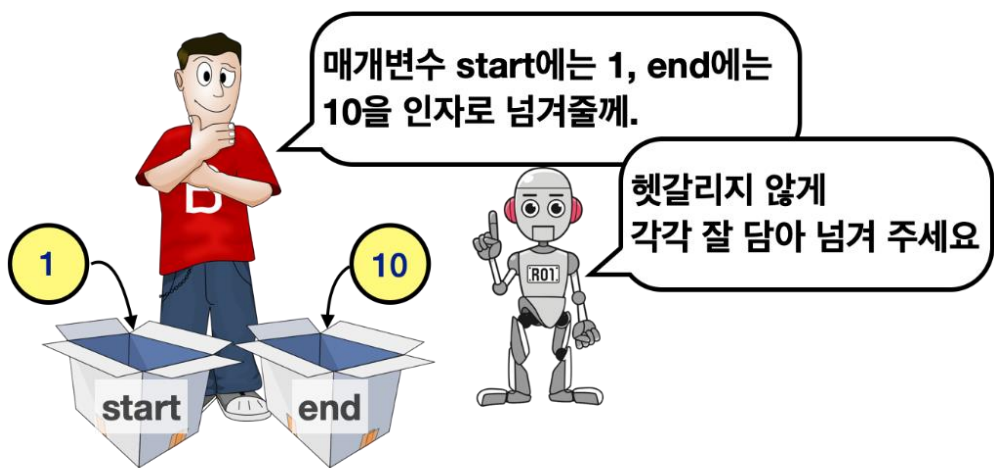 매개변수 start에는 1, end에는
10을 인자로 넘겨줄께.
헷갈리지 않게
각각 잘 담아 넘겨 주세요
B
R01
1
10
start
end